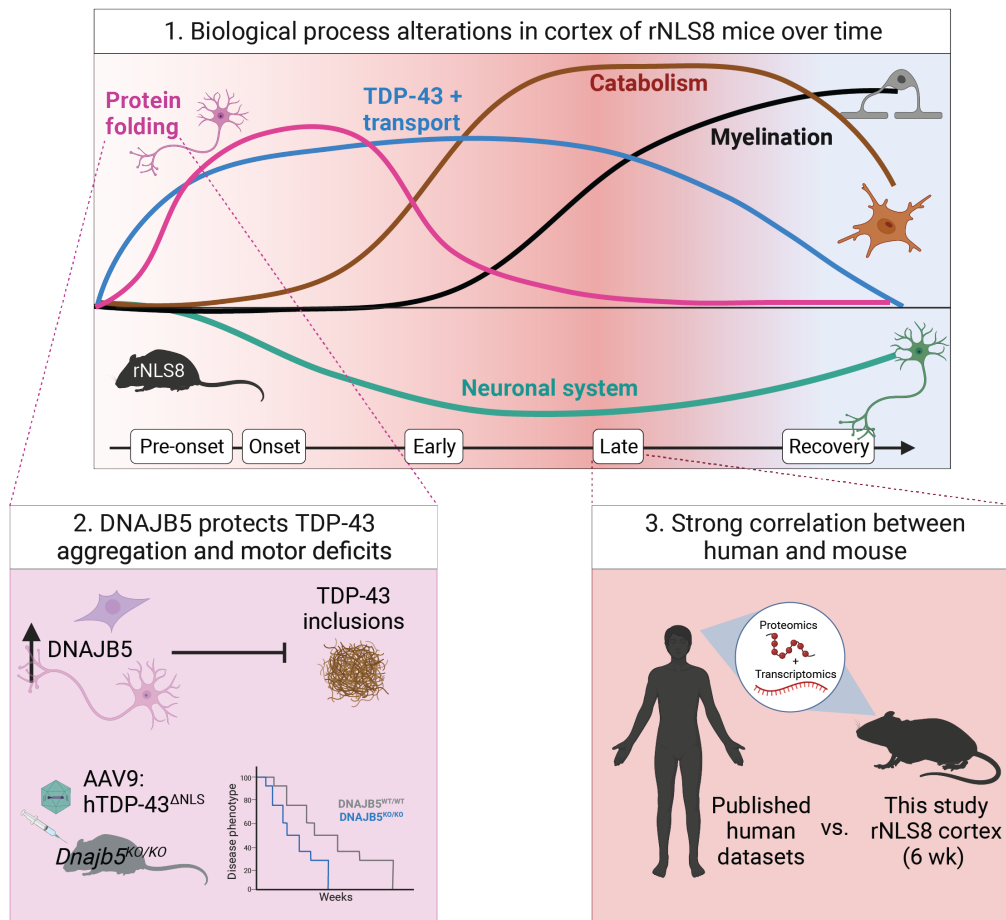 1. Biological process alterations in cortex of rNLS8 mice over time
Protein
folding
TDP-43 +
transport
Catabolism
Myelination
rNLS8
Neuronal system
Pre-onset
Onset
Early
Late
Recovery
2. DNAJB5 protects TDP-43
aggregation and motor deficits
DNAJB5
TDP-43
inclusions
AAV9:
hTDP-43ΔNLS
Dnajb5KO/KO
Disease phenotype
100
80
60
40
20
0
DNAJB5WT/WT
DNAJB5KO/KO
Weeks
3. Strong correlation between
human and mouse
Proteomics
+
Transcriptomics
Published
human
datasets
vs.
This study
rNLS8 cortex
(6 wk)